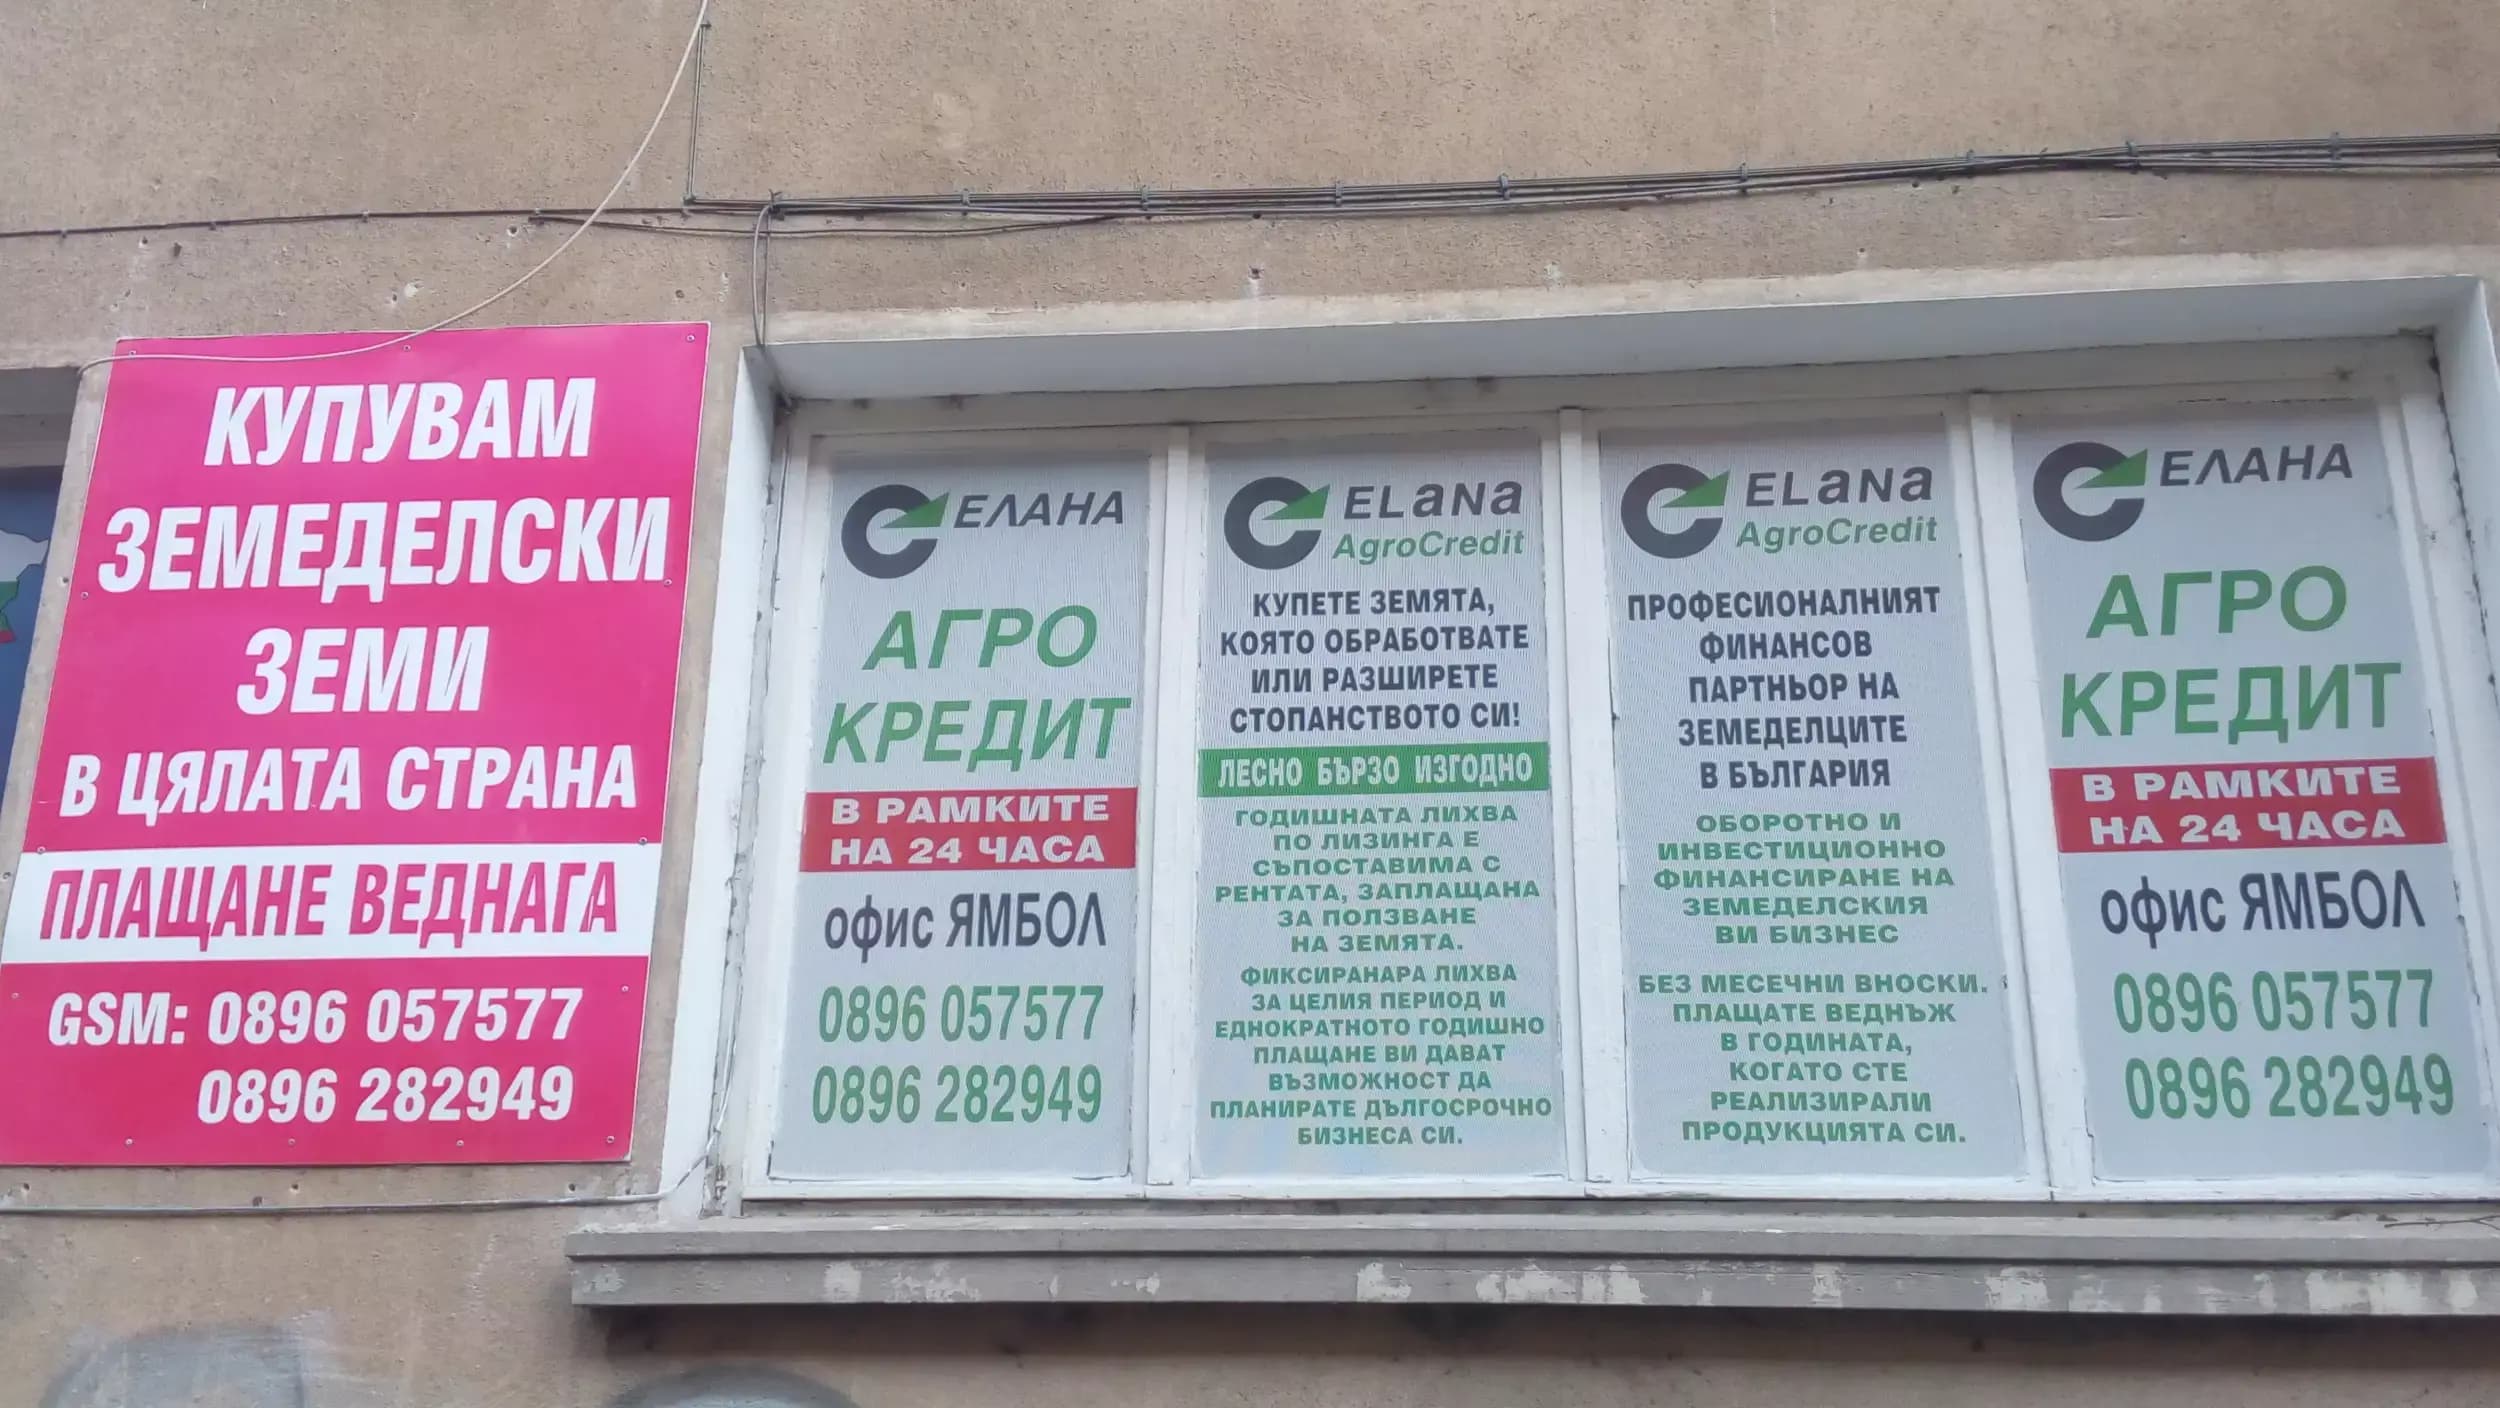 КУПУВАМ
ЗЕМЕДЕЛСКИ
ЗЕМИ
В ЦЯЛАТА СТРАНА
ПЛАЩАНЕ ВЕДНАГА
GSM: 0896 057577
0896 282949
ЕЛАНА
АГРО
КРЕДИТ
В РАМКИТЕ
НА 24 ЧАСА
офис ЯМБОЛ
0896 057577
0896 282949
ELANA
AgroCredit
КУПЕТЕ ЗЕМЯТА,
КОЯТО ОБРАБОТВАТЕ
ИЛИ РАЗШИРЕТЕ
СТОПАНСТВОТО СИ!
ЛЕСНО БЪРЗО ИЗГОДНО
ГОДИШНАТА ЛИХВА
ПО ЛИЗИНГА Е
СЪПОСТАВИМА С
РЕНТАТА, ЗАПЛАЩАНА
ЗА ПОЛЗВАНЕ
НА ЗЕМЯТА.
ФИКСИРАНАРА ЛИХВА
ЗА ЦЕЛИЯ ПЕРИОД И
ЕДНОКРАТНОТО ГОДИШНО
ПЛАЩАНЕ ВИ ДАВАТ
ВЪЗМОЖНОСТ ДА
ПЛАНИРАТЕ ДЪЛГОСРОЧНО
БИЗНЕСА СИ.
ELANA
AgroCredit
ПРОФЕСИОНАЛНИЯТ
ФИНАНСОВ
ПАРТНЬОР НА
ЗЕМЕДЕЛЦИТЕ
В БЪЛГАРИЯ
ОБОРОТНО И
ИНВЕСТИЦИОННО
ФИНАНСИРАНЕ НА
ЗЕМЕДЕЛСКИЯ
ВИ БИЗНЕС
БЕЗ МЕСЕЧНИ ВНОСКИ.
ПЛАЩАТЕ ВЕДНЪЖ
В ГОДИНАТА,
КОГАТО СТЕ
РЕАЛИЗИРАЛИ
ПРОДУКЦИЯТА СИ.
ЕЛАНА
АГРО
КРЕДИТ
В РАМКИТЕ
НА 24 ЧАСА
офис ЯМБОЛ
0896 057577
0896 282949